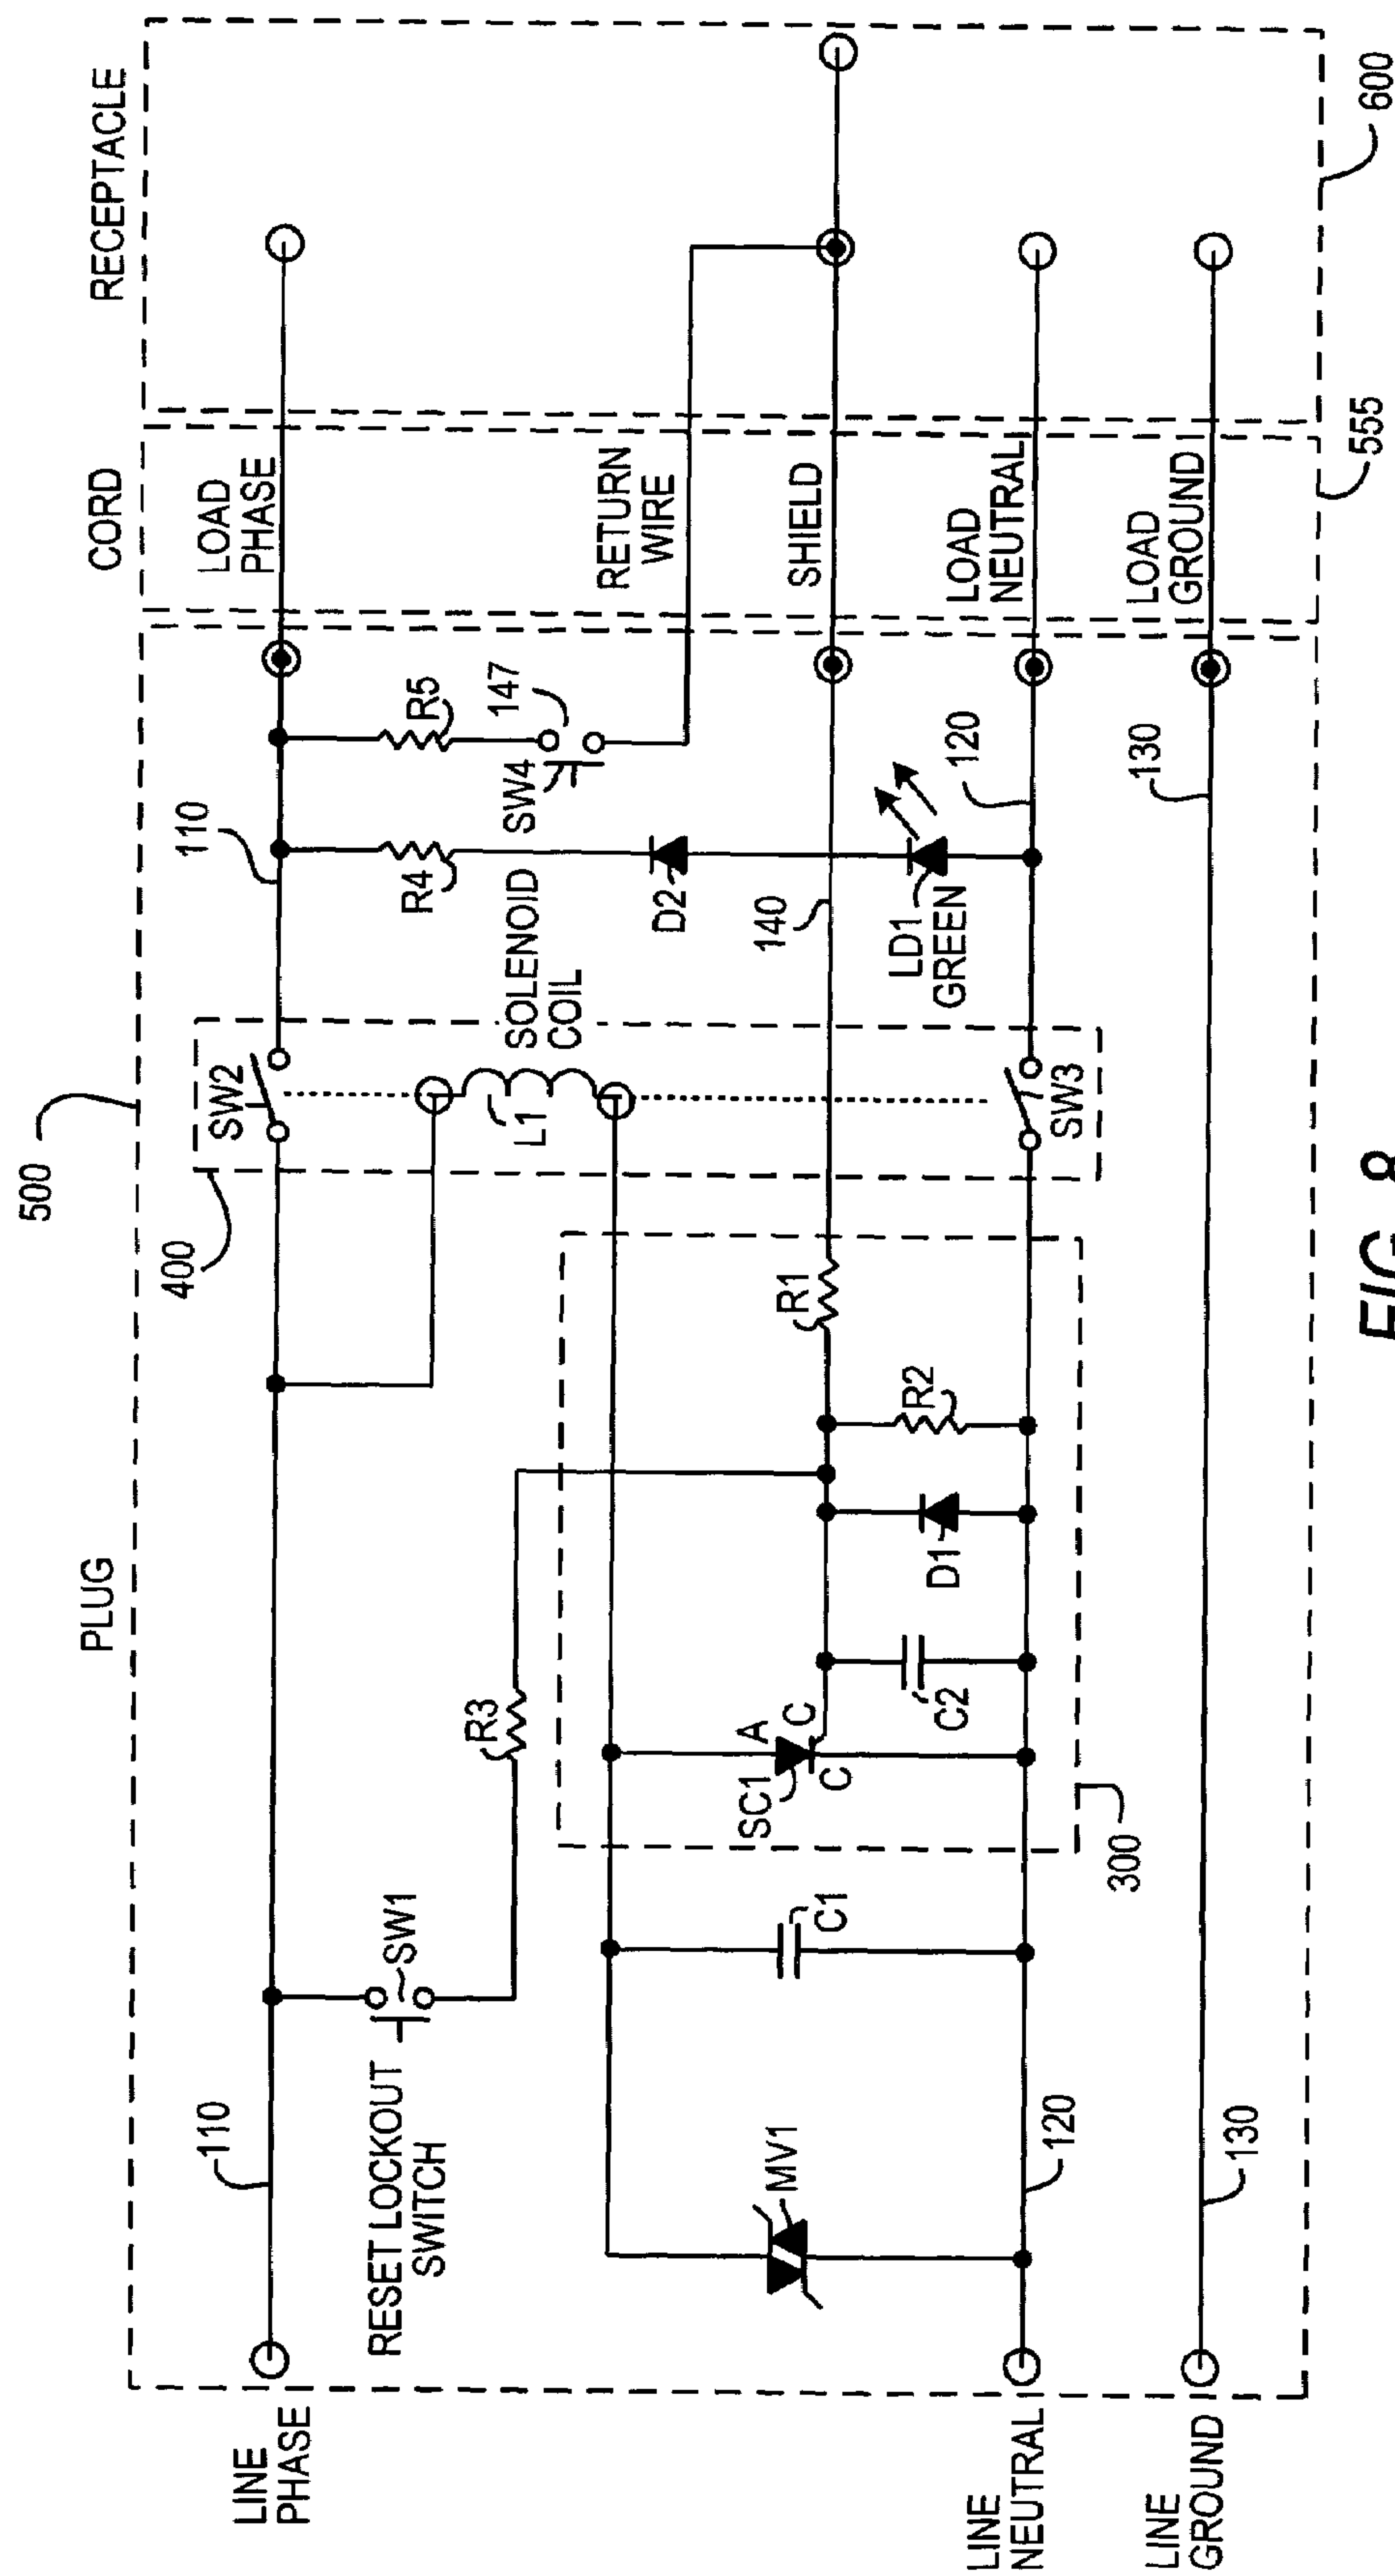 500
PLUG
CORD
RECEPTACLE
LINE
PHASE
110
RESET LOCKOUT
SWITCH
SW1
R3
400
SW2
L1
SOLENOID
COIL
110
R4
R5
SW4
147
LOAD
PHASE
RETURN
WIRE
MV1
C1
SC1
A
C
C
C2
D1
R2
R1
D2
140
LD1
GREEN
SHIELD
LINE
NEUTRAL
120
300
SW3
120
LOAD
NEUTRAL
LINE
GROUND
130
130
LOAD
GROUND
555
600
FIG. 8